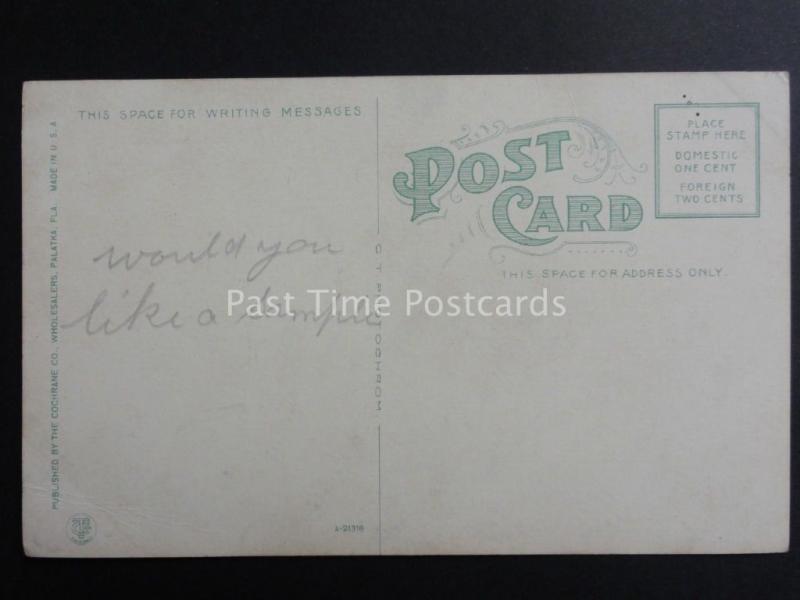 THIS SPACE FOR WRITING MESSAGES
PUBLISHED BY THE COCHRANE CO., WHOLESALERS, PALATKA, FLA. MADE IN U.S.A
would you
like a sample
A-21316
POST
CARD
THIS SPACE FOR ADDRESS ONLY.
PLACE
STAMP HERE
DOMESTIC
ONE CENT
FOREIGN
TWO CENTS
Past Time Postcards